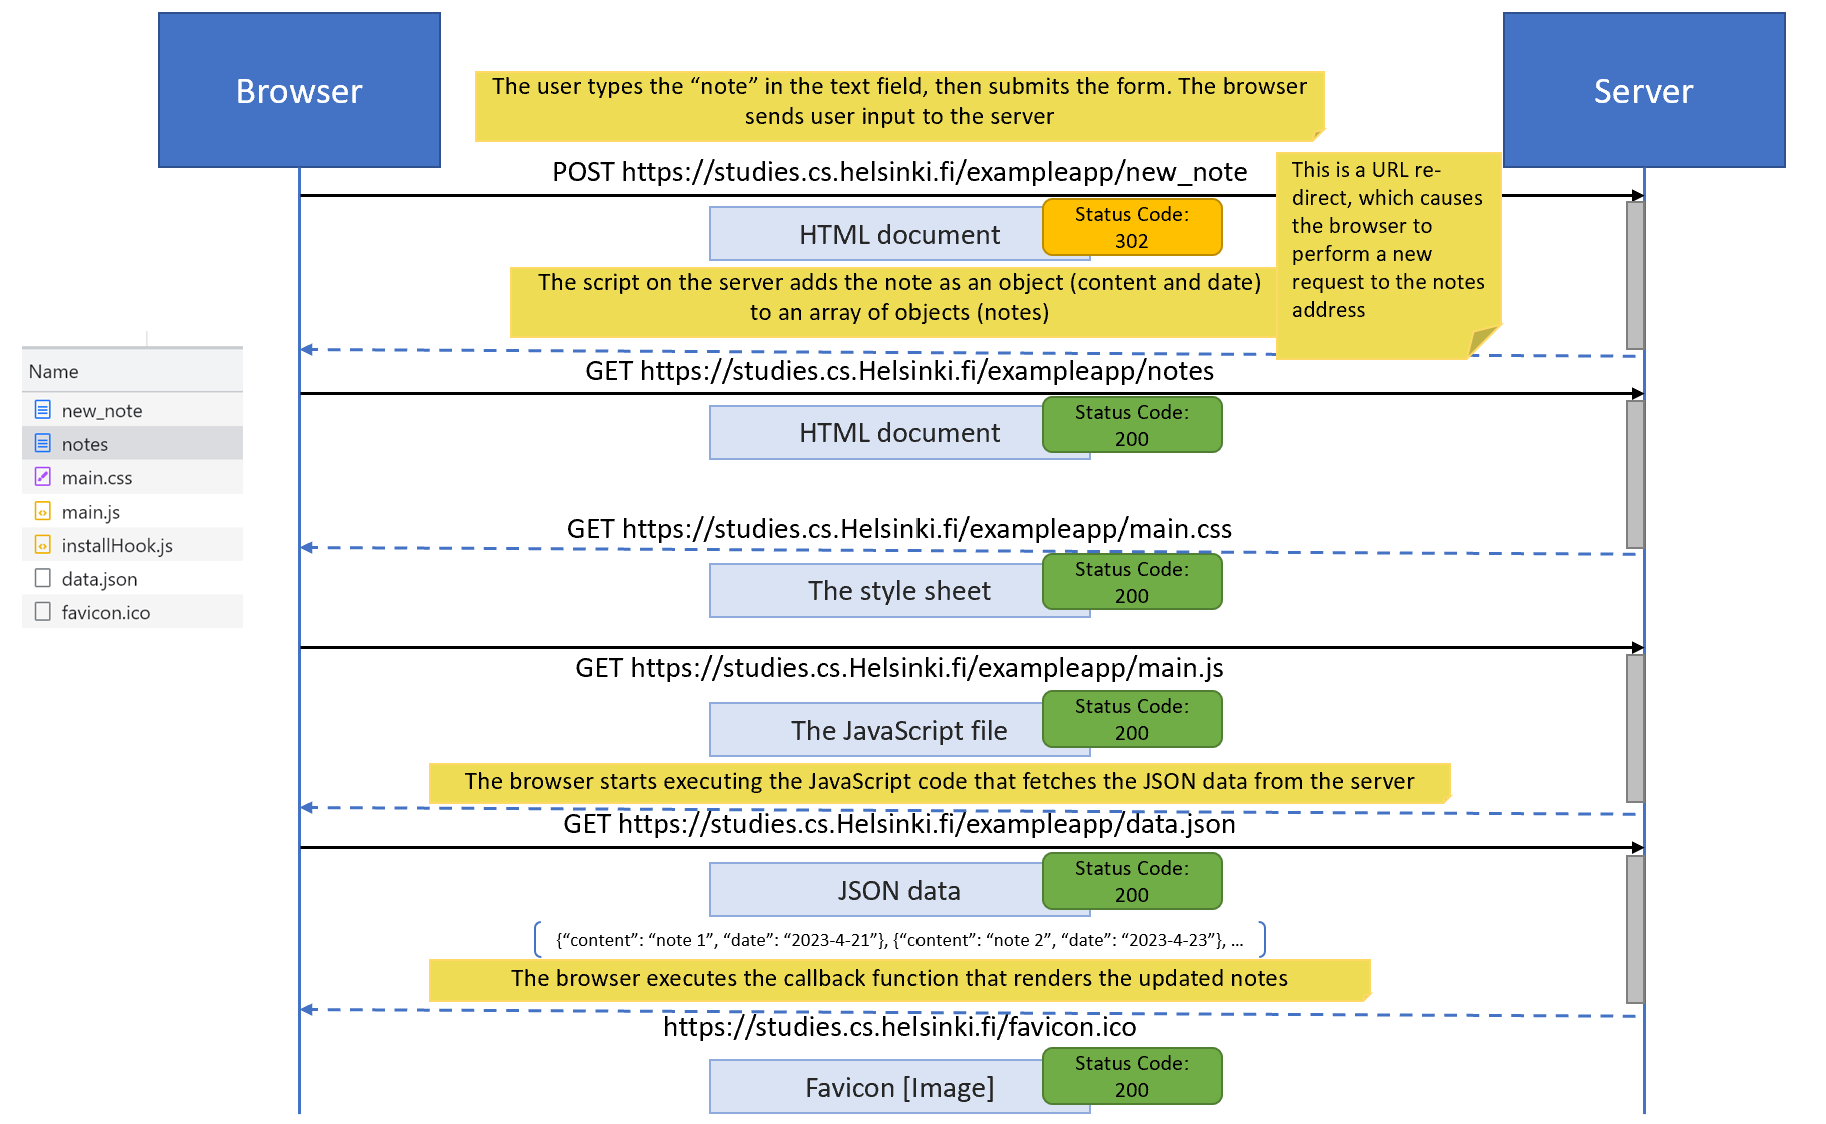 Browser
Server
The user types the “note” in the text field, then submits the form. The browser
sends user input to the server
POST https://studies.cs.helsinki.fi/exampleapp/new_note
This is a URL re-
direct, which causes
the browser to
perform a new
request to the notes
address
HTML document
Status Code:
302
The script on the server adds the note as an object (content and date)
to an array of objects (notes)
Name
new_note
notes
main.css
main.js
installHook.js
data.json
favicon.ico
GET https://studies.cs.Helsinki.fi/exampleapp/notes
HTML document
Status Code:
200
GET https://studies.cs.Helsinki.fi/exampleapp/main.css
The style sheet
Status Code:
200
GET https://studies.cs.Helsinki.fi/exampleapp/main.js
The JavaScript file
Status Code:
200
The browser starts executing the JavaScript code that fetches the JSON data from the server
GET https://studies.cs.Helsinki.fi/exampleapp/data.json
JSON data
Status Code:
200
{“content”: “note 1”, “date”: “2023-4-21”}, {“content”: “note 2”, “date”: “2023-4-23”}, ...
The browser executes the callback function that renders the updated notes
https://studies.cs.helsinki.fi/favicon.ico
Favicon [Image]
Status Code:
200